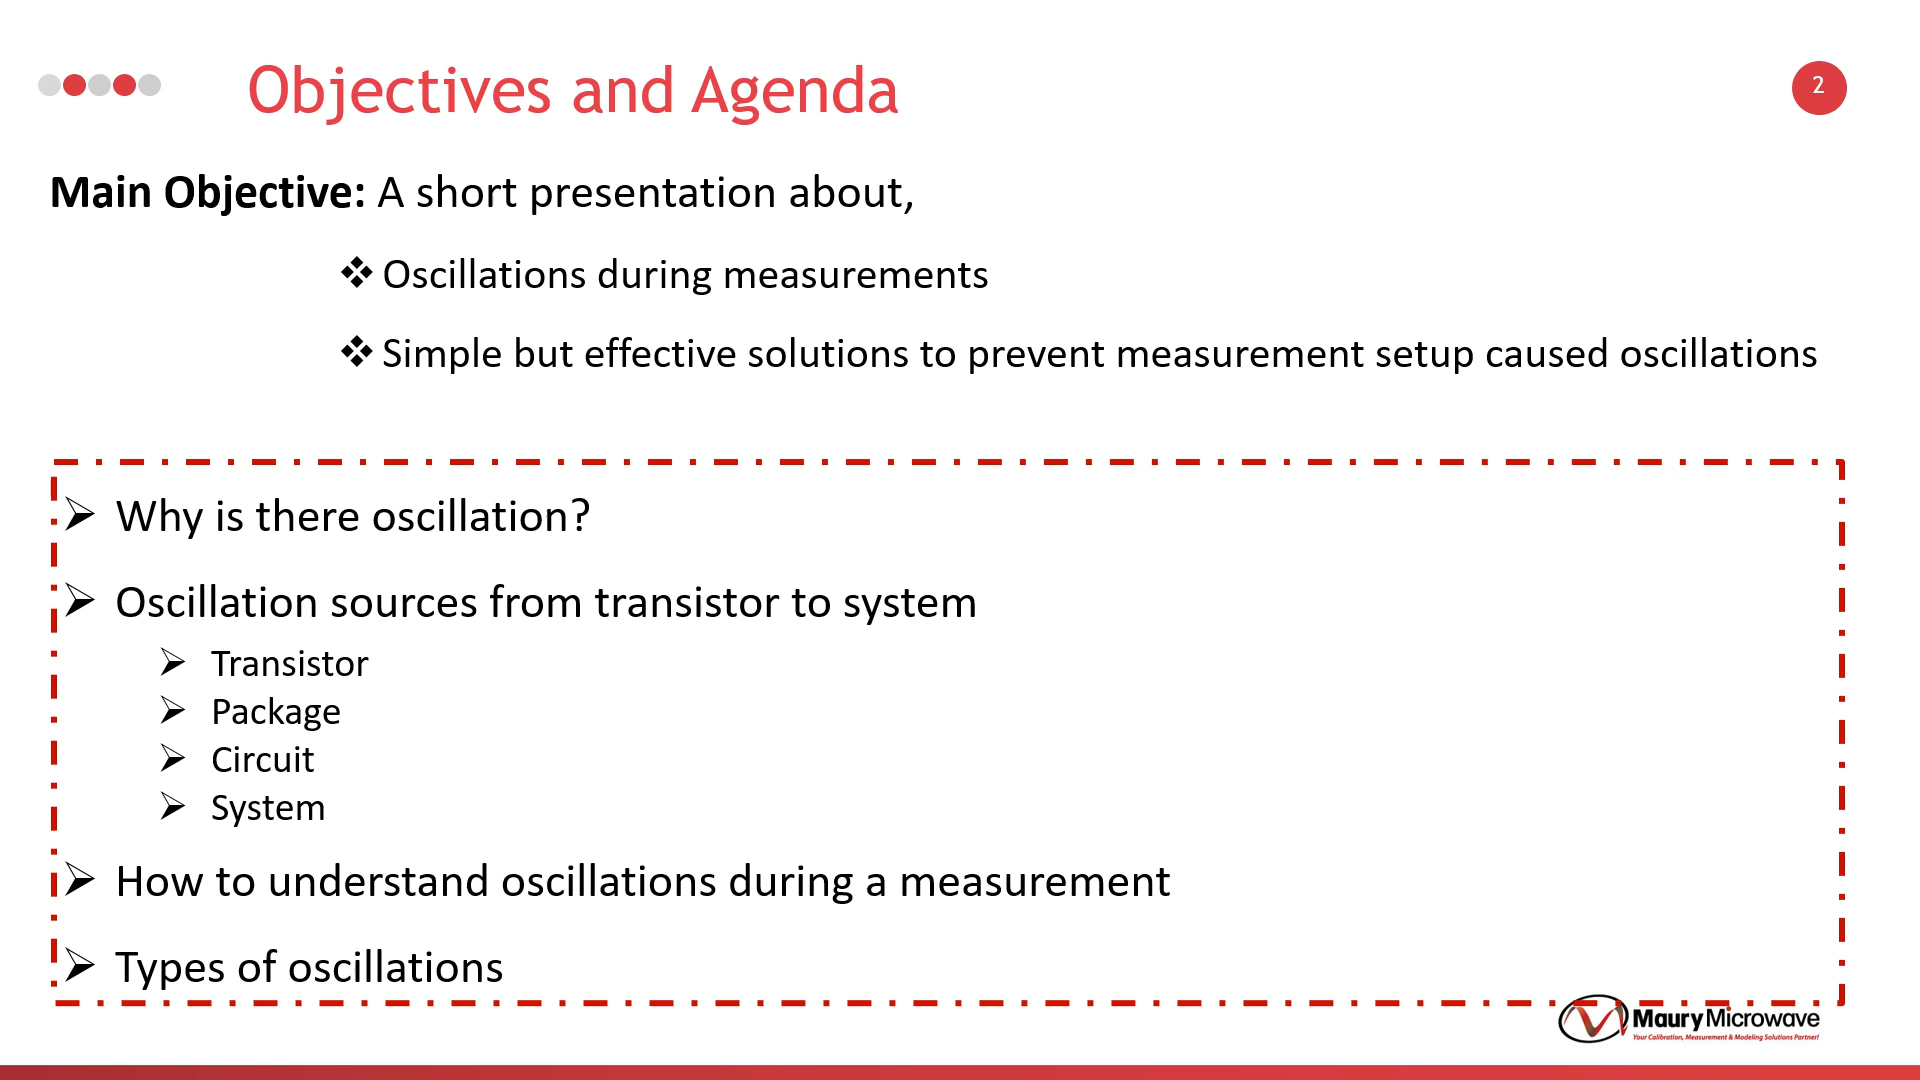 Objectives and Agenda
2
Main Objective: A short presentation about,
❖ Oscillations during measurements
❖ Simple but effective solutions to prevent measurement setup caused oscillations
➢ Why is there oscillation?
➢ Oscillation sources from transistor to system
➢ Transistor
➢ Package
➢ Circuit
➢ System
➢ How to understand oscillations during a measurement
➢ Types of oscillations
Maury Microwave
Your Calibration, Measurement & Modeling Solutions Partner!